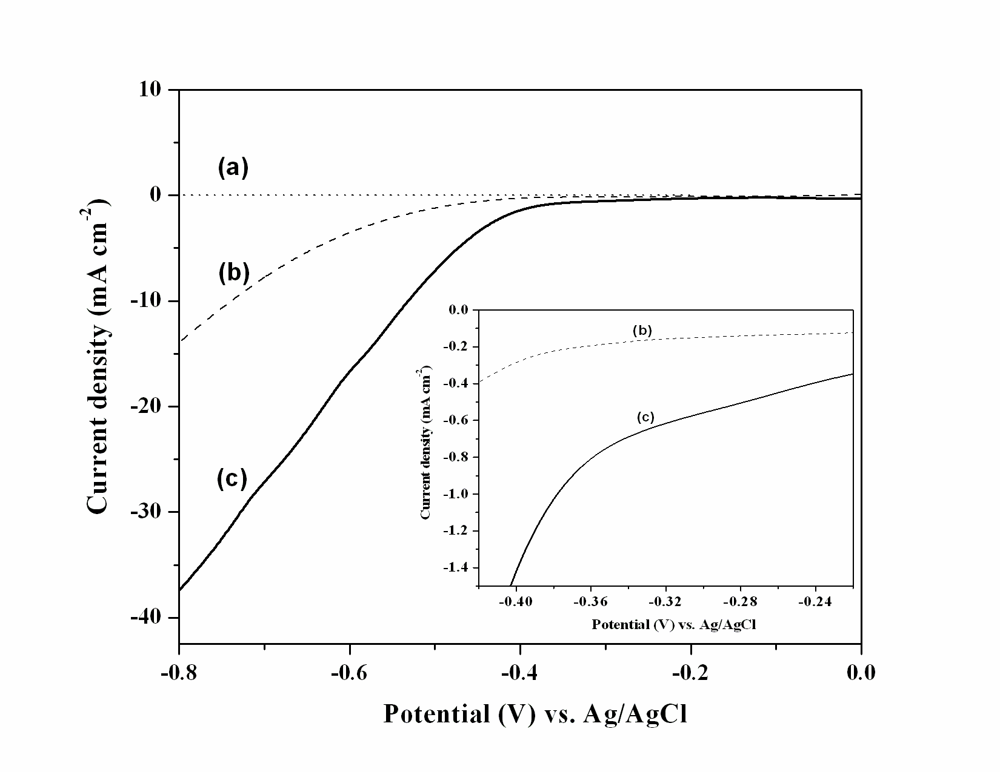 10
0
-10
-20
-30
-40
Current density (mA cm-2)
(a)
(b)
(c)
-0.8
-0.6
-0.4
-0.2
0.0
Potential (V) vs. Ag/AgCl
0.0
-0.2
-0.4
-0.6
-0.8
-1.0
-1.2
-1.4
Current density (mA cm-2)
(b)
(c)
-0.40
-0.36
-0.32
-0.28
-0.24
Potential (V) vs. Ag/AgCl